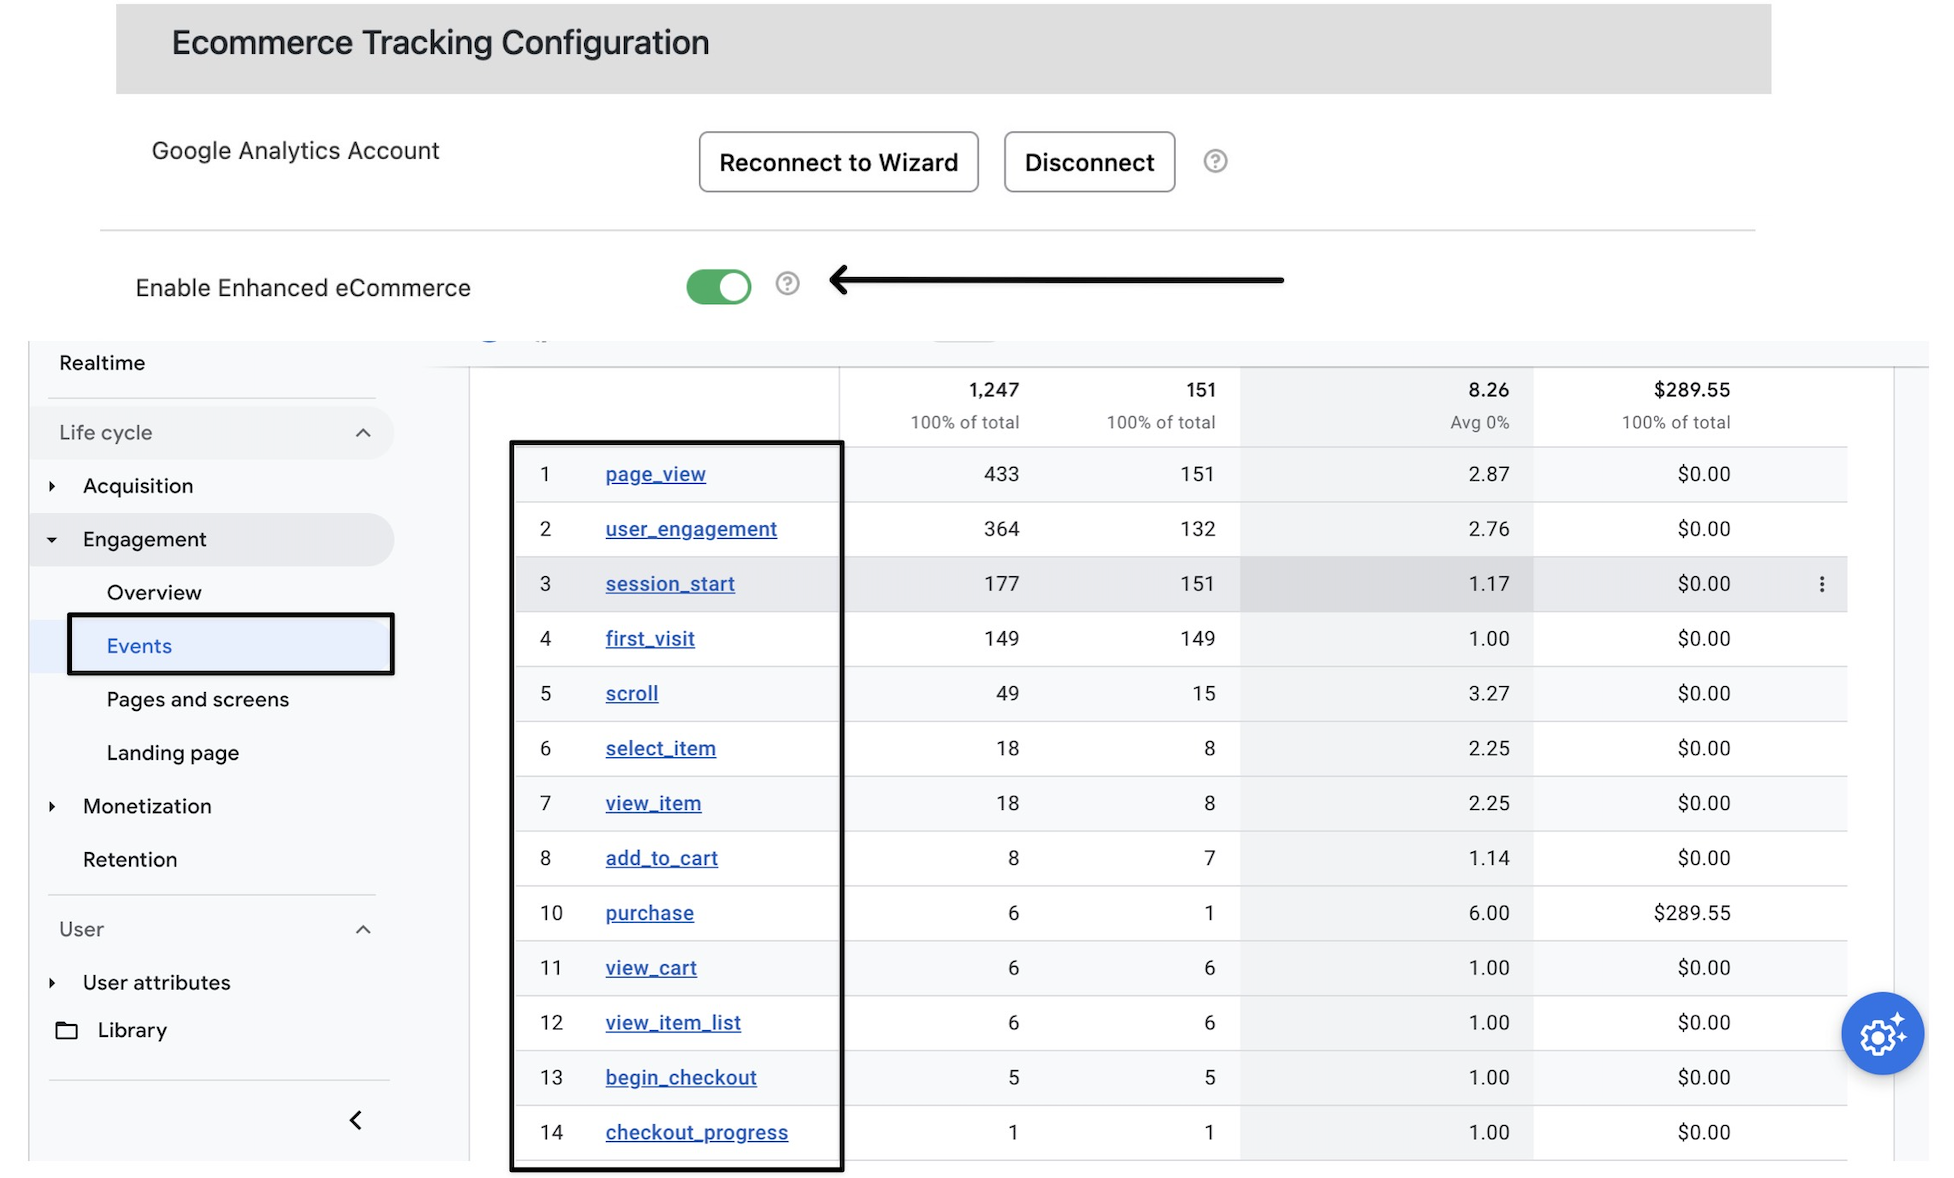 Ecommerce Tracking Configuration
Google Analytics Account
Reconnect to Wizard Disconnect
Enable Enhanced eCommerce
Realtime
Life cycle
Acquisition
Engagement
Overview
Events
Pages and screens
Landing page
Monetization
Retention
User
User attributes
Library
1,247 151 8.26 $289.55
100% of total 100% of total Avg 0% 100% of total
1 page_view 433 151 2.87 $0.00
2 user_engagement 364 132 2.76 $0.00
3 session_start 177 151 1.17 $0.00
4 first_visit 149 149 1.00 $0.00
5 scroll 49 15 3.27 $0.00
6 select_item 18 8 2.25 $0.00
7 view_item 18 8 2.25 $0.00
8 add_to_cart 8 7 1.14 $0.00
10 purchase 6 1 6.00 $289.55
11 view_cart 6 6 1.00 $0.00
12 view_item_list 6 6 1.00 $0.00
13 begin_checkout 5 5 1.00 $0.00
14 checkout_progress 1 1 1.00 $0.00